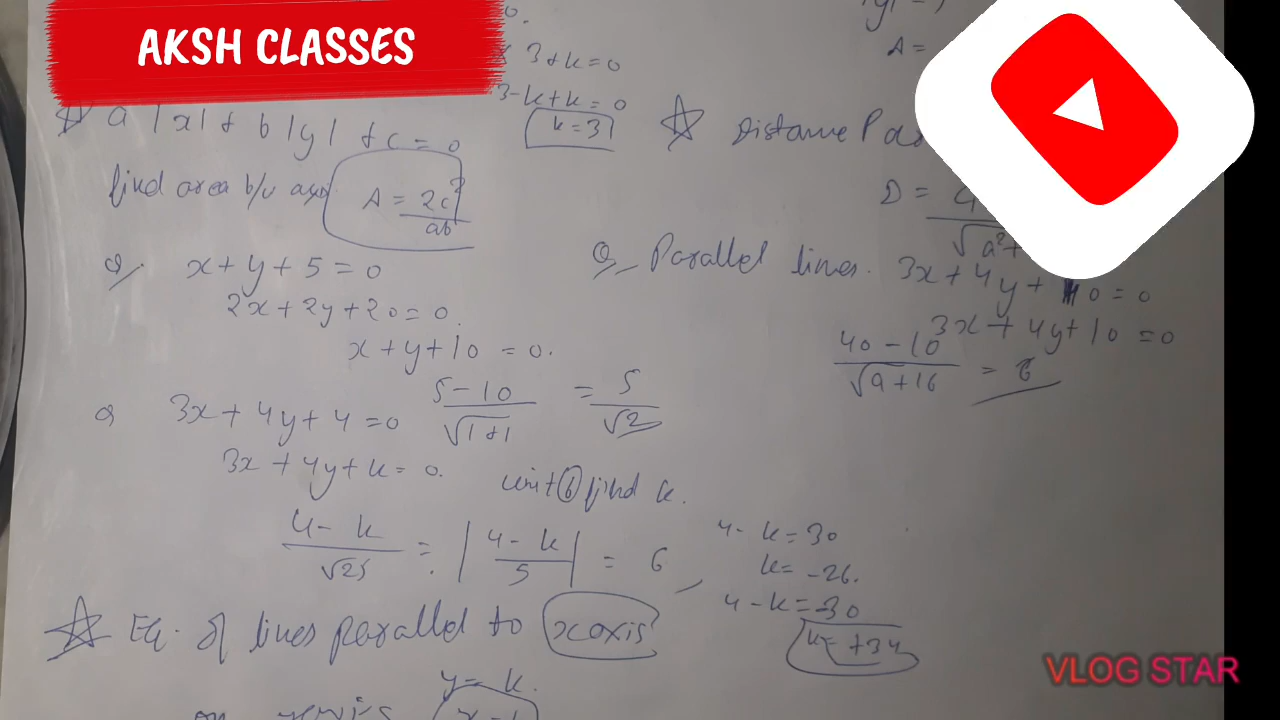 AKSH CLASSES
3+k=0
3-k+k=0
k=3
a|x|+b|y|+c=0
find area b/w axis
A = 2c²/ab
Q. x+y+5=0
2x+2y+20=0
x+y+10=0.
5-10/√1+1 = 5/√2
Q 3x+4y+4=0
3x+4y+k=0.
unit 6 find k.
4-k/√25 = |4-k/5| = 6
4-k=30
k=-26.
4-k=-30
k=+34
Eq. of lines parallel to x axis
y=k.
A=
Distance
D =
Q Parallel lines. 3x+4y+40=0
3x+4y+10=0
40-10/√9+16 = 6
VLOG STAR